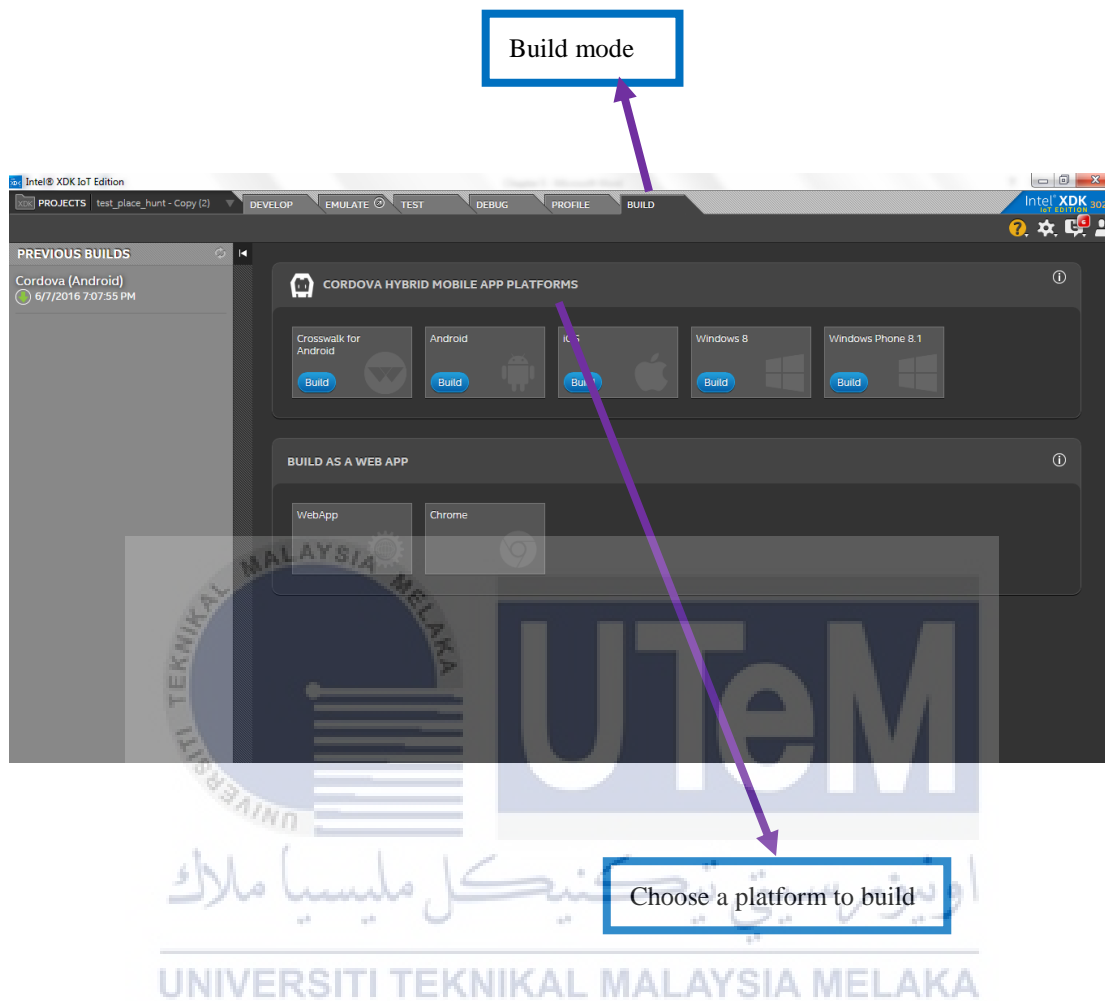 Build mode
Intel® XDK IoT Edition
PROJECTS test_place_hunt - Copy (2) DEVELOP EMULATE TEST DEBUG PROFILE BUILD
Intel® XDK 302
IoT EDITION
PREVIOUS BUILDS
Cordova (Android)
6/7/2016 7:07:55 PM
CORDOVA HYBRID MOBILE APP PLATFORMS
Crosswalk for Android
Build
Android
Build
iOS
Build
Windows 8
Build
Windows Phone 8.1
Build
BUILD AS A WEB APP
WebApp
Chrome
UNIVERSITI TEKNIKAL MALAYSIA MELAKA
UTeM
اونيۏرسيتي تيكنيكل مليسيا ملاك
Choose a platform to build
UNIVERSITI TEKNIKAL MALAYSIA MELAKA